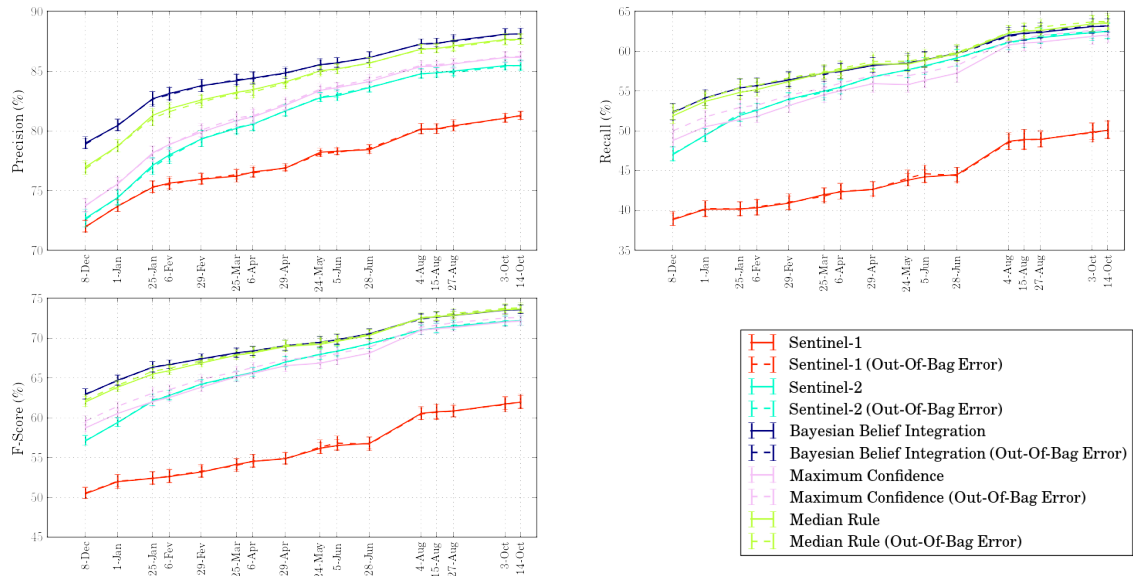 90
85
80
75
70
Precision (%)
8-Dec
1-Jan
25-Jan
6-Fev
29-Fev
25-Mar
6-Apr
29-Apr
24-May
5-Jun
28-Jun
4-Aug
15-Aug
27-Aug
3-Oct
14-Oct
65
60
55
50
45
40
35
Recall (%)
8-Dec
1-Jan
25-Jan
6-Fev
29-Fev
25-Mar
6-Apr
29-Apr
24-May
5-Jun
28-Jun
4-Aug
15-Aug
27-Aug
3-Oct
14-Oct
75
70
65
60
55
50
45
F-Score (%)
8-Dec
1-Jan
25-Jan
6-Fev
29-Fev
25-Mar
6-Apr
29-Apr
24-May
5-Jun
28-Jun
4-Aug
15-Aug
27-Aug
3-Oct
14-Oct
Sentinel-1
Sentinel-1 (Out-Of-Bag Error)
Sentinel-2
Sentinel-2 (Out-Of-Bag Error)
Bayesian Belief Integration
Bayesian Belief Integration (Out-Of-Bag Error)
Maximum Confidence
Maximum Confidence (Out-Of-Bag Error)
Median Rule
Median Rule (Out-Of-Bag Error)